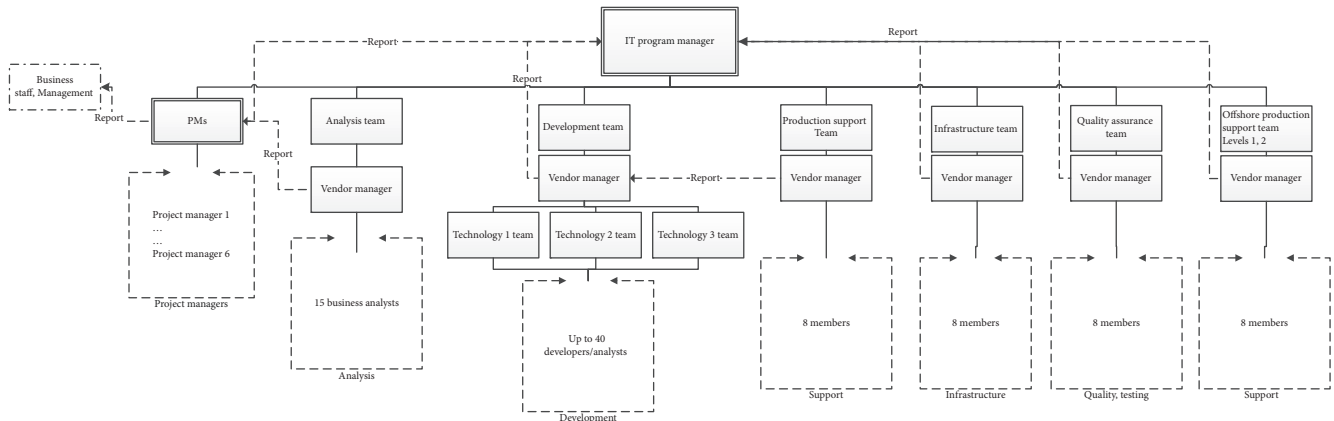 IT program manager
Report
Report
Report
Business
staff, Management
Report
PMs
Analysis team
Development team
Production support
Team
Infrastructure team
Quality assurance
team
Offshore production
support team
Levels 1, 2
Report
Vendor manager
Vendor manager
Report
Vendor manager
Vendor manager
Vendor manager
Vendor manager
Project manager 1
...
...
Project manager 6
Project managers
Technology 1 team
Technology 2 team
Technology 3 team
15 business analysts
Analysis
Up to 40
developers/analysts
Development
8 members
Support
8 members
Infrastructure
8 members
Quality, testing
8 members
Support